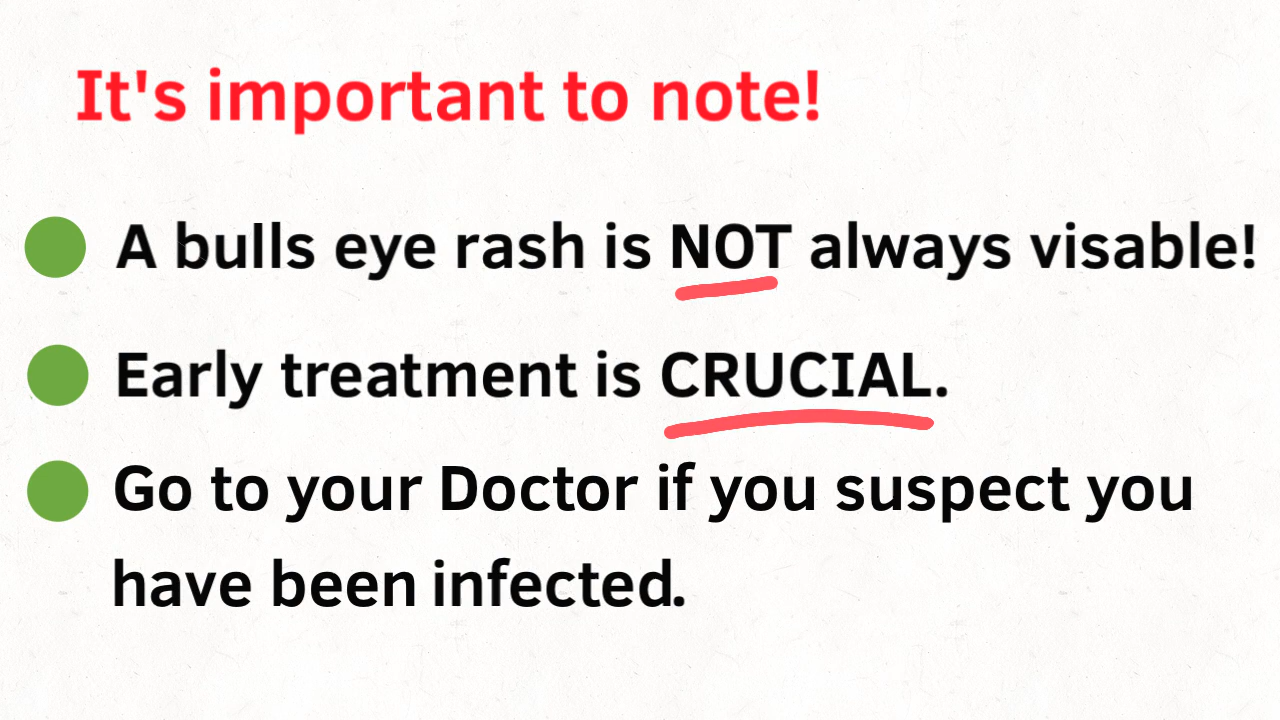 It's important to note!
A bulls eye rash is NOT always visable!
Early treatment is CRUCIAL.
Go to your Doctor if you suspect you
have been infected.